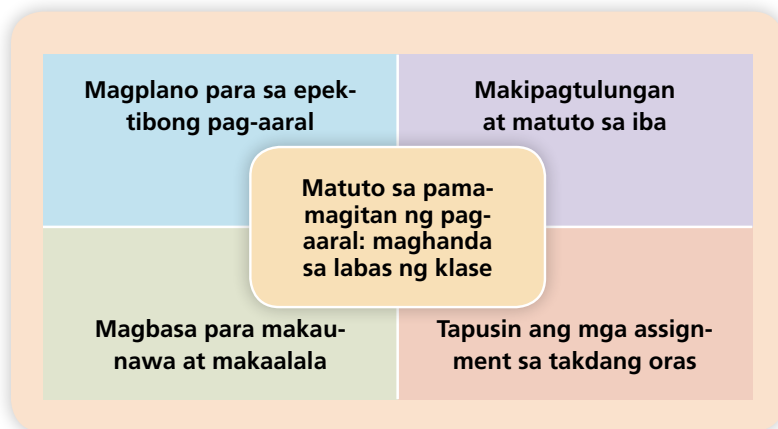 Magplano para sa epek-
tibong pag-aaral
Makipagtulungan
at matuto sa iba
Matuto sa pama-
magitan ng pag-
aaral: maghanda
sa labas ng klase
Magbasa para makau-
nawa at makaalala
Tapusin ang mga assign-
ment sa takdang oras